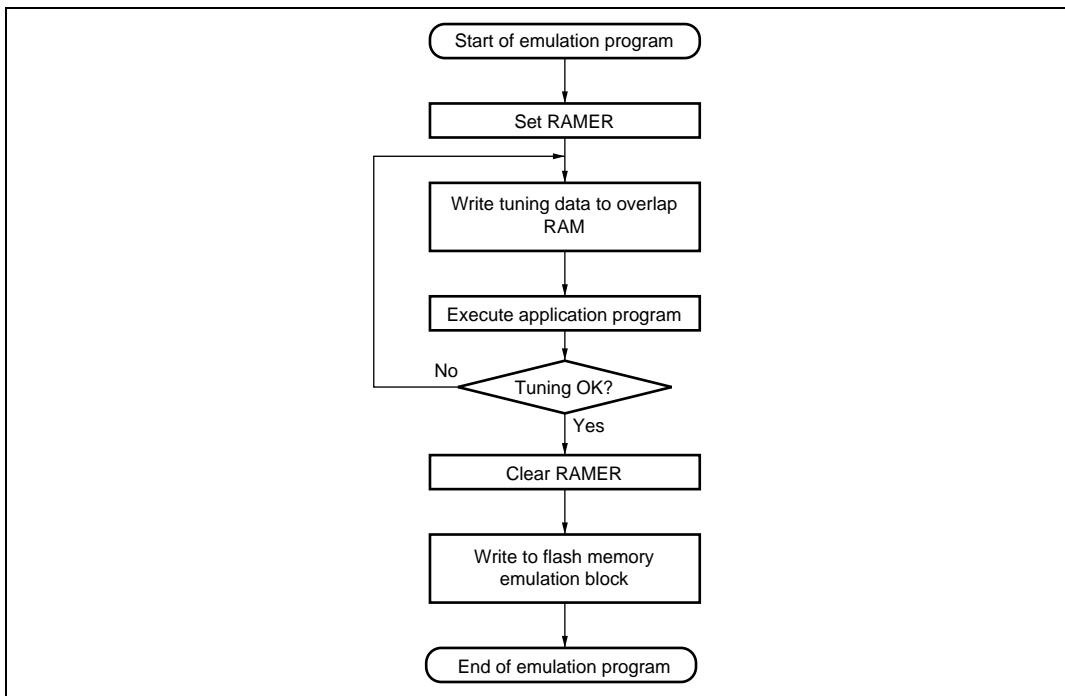 Start of emulation program
Set RAMER
Write tuning data to overlap
RAM
Execute application program
No
Tuning OK?
Yes
Clear RAMER
Write to flash memory
emulation block
End of emulation program